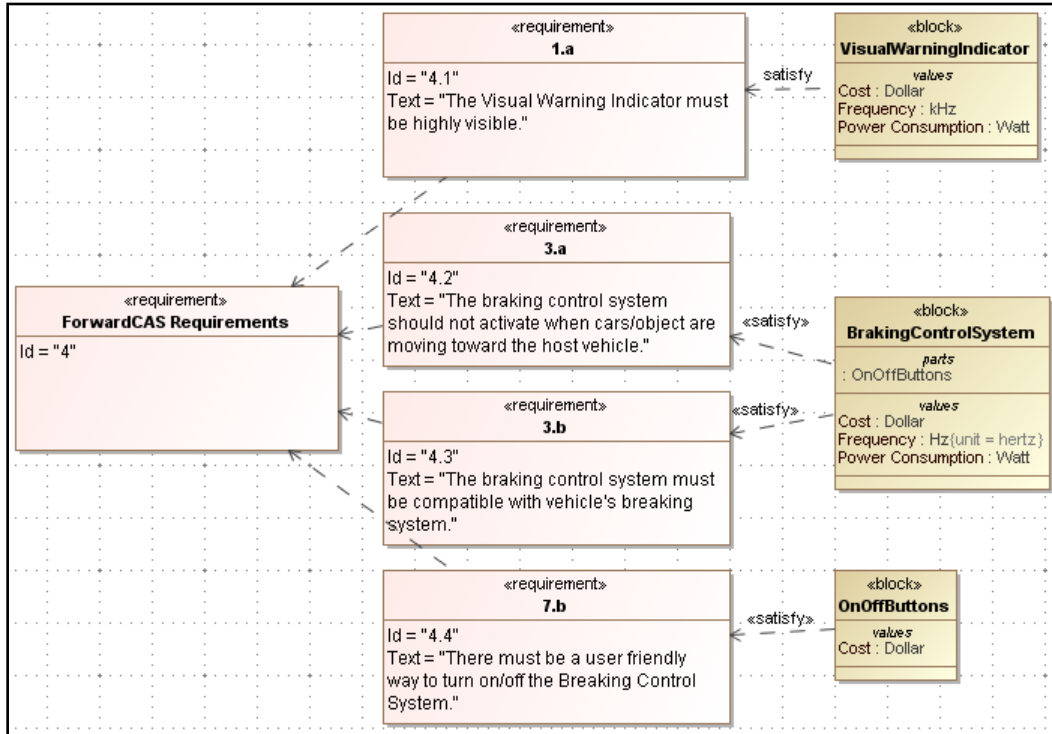 «requirement»
1.a
Id = "4.1"
Text = "The Visual Warning Indicator must
be highly visible."
satisfy
«block»
VisualWarningIndicator
values
Cost : Dollar
Frequency : kHz
Power Consumption : Watt
«requirement»
3.a
Id = "4.2"
Text = "The braking control system
should not activate when cars/object are
moving toward the host vehicle."
«requirement»
ForwardCAS Requirements
Id = "4"
«satisfy»
«block»
BrakingControlSystem
parts
: OnOffButtons
values
Cost : Dollar
Frequency : Hz{unit = hertz}
Power Consumption : Watt
«requirement»
3.b
Id = "4.3"
Text = "The braking control system must
be compatible with vehicle's breaking
system."
«satisfy»
«requirement»
7.b
Id = "4.4"
Text = "There must be a user friendly
way to turn on/off the Breaking Control
System."
«satisfy»
«block»
OnOffButtons
values
Cost : Dollar